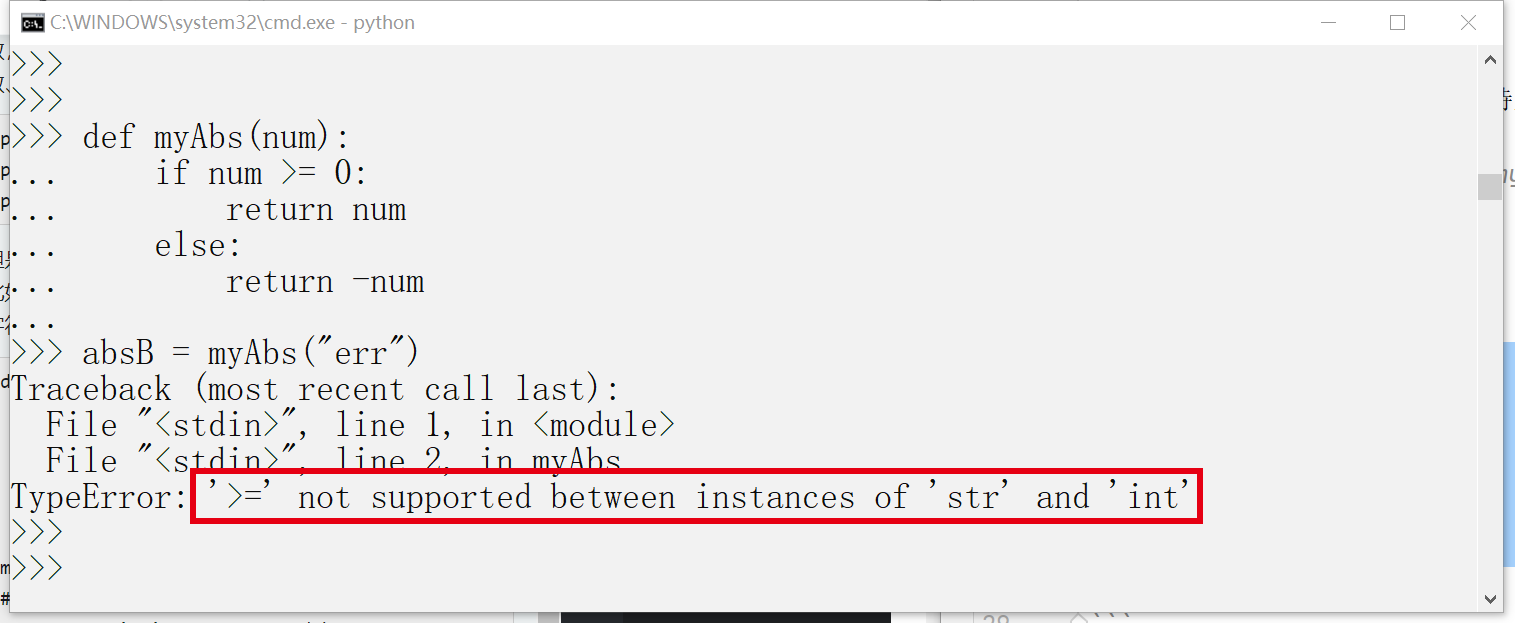 C:\WINDOWS\system32\cmd.exe - python
>>>
>>>
>>> def myAbs(num):
...     if num >= 0:
...         return num
...     else:
...         return -num
...
>>> absB = myAbs("err")
Traceback (most recent call last):
  File "<stdin>", line 1, in <module>
  File "<stdin>", line 2, in myAbs
TypeError: '>=' not supported between instances of 'str' and 'int'
>>>
>>>